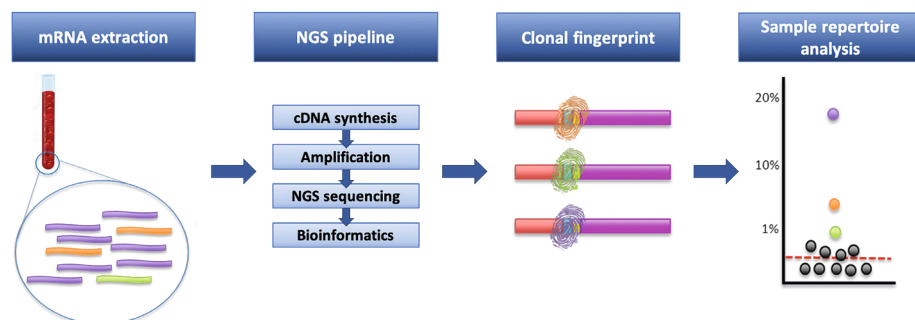 mRNA extraction
NGS pipeline
Clonal fingerprint
Sample repertoire
analysis
cDNA synthesis
Amplification
NGS sequencing
Bioinformatics
20%
10%
1%